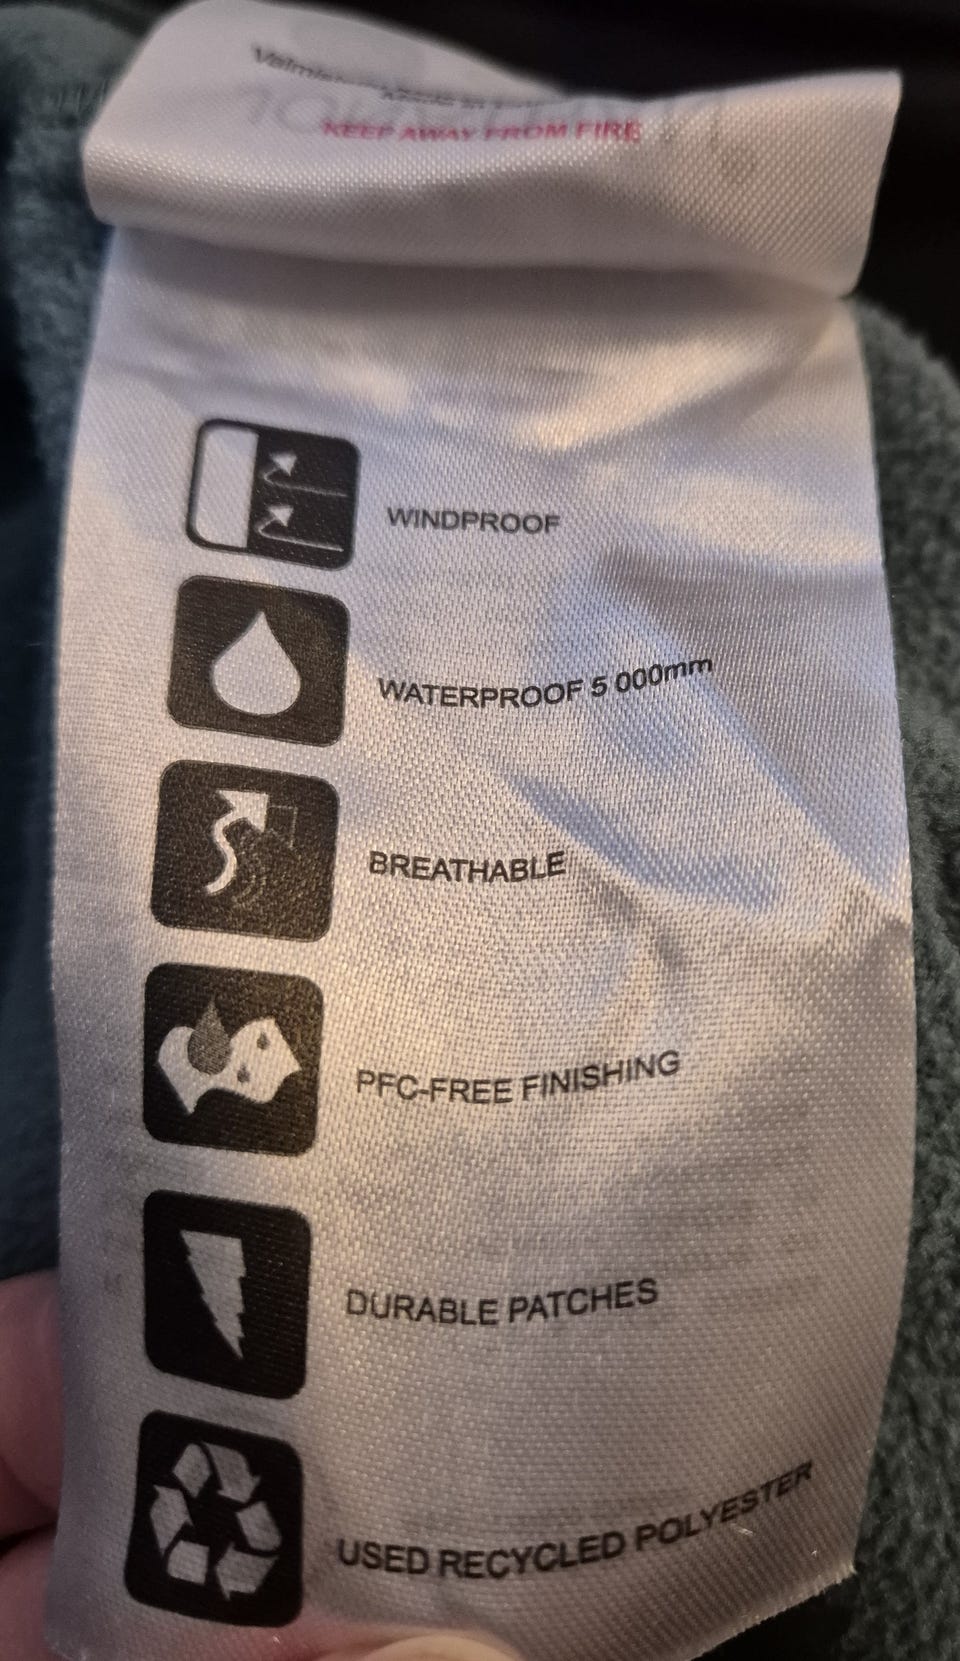 KEEP AWAY FROM FIRE
WINDPROOF
WATERPROOF 5 000mm
BREATHABLE
PFC-FREE FINISHING
DURABLE PATCHES
USED RECYCLED POLYESTER